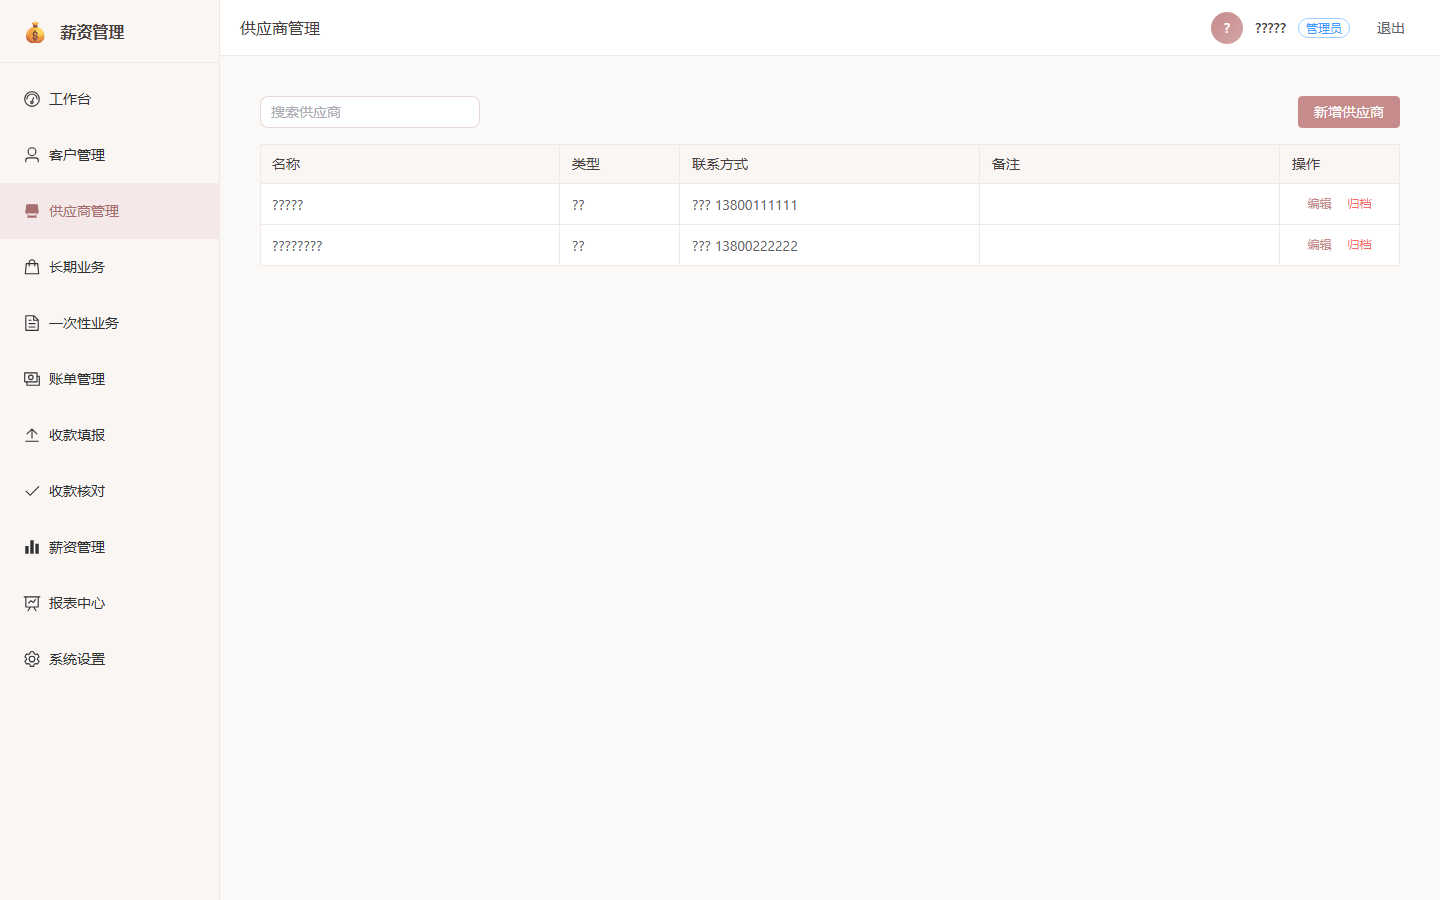 薪资管理
供应商管理
? ????? 管理员 退出
工作台
客户管理
供应商管理
长期业务
一次性业务
账单管理
收款填报
收款核对
薪资管理
报表中心
系统设置
搜索供应商
新增供应商
名称 类型 联系方式 备注 操作
????? ?? ??? 13800111111 编辑 归档
???????? ?? ??? 13800222222 编辑 归档